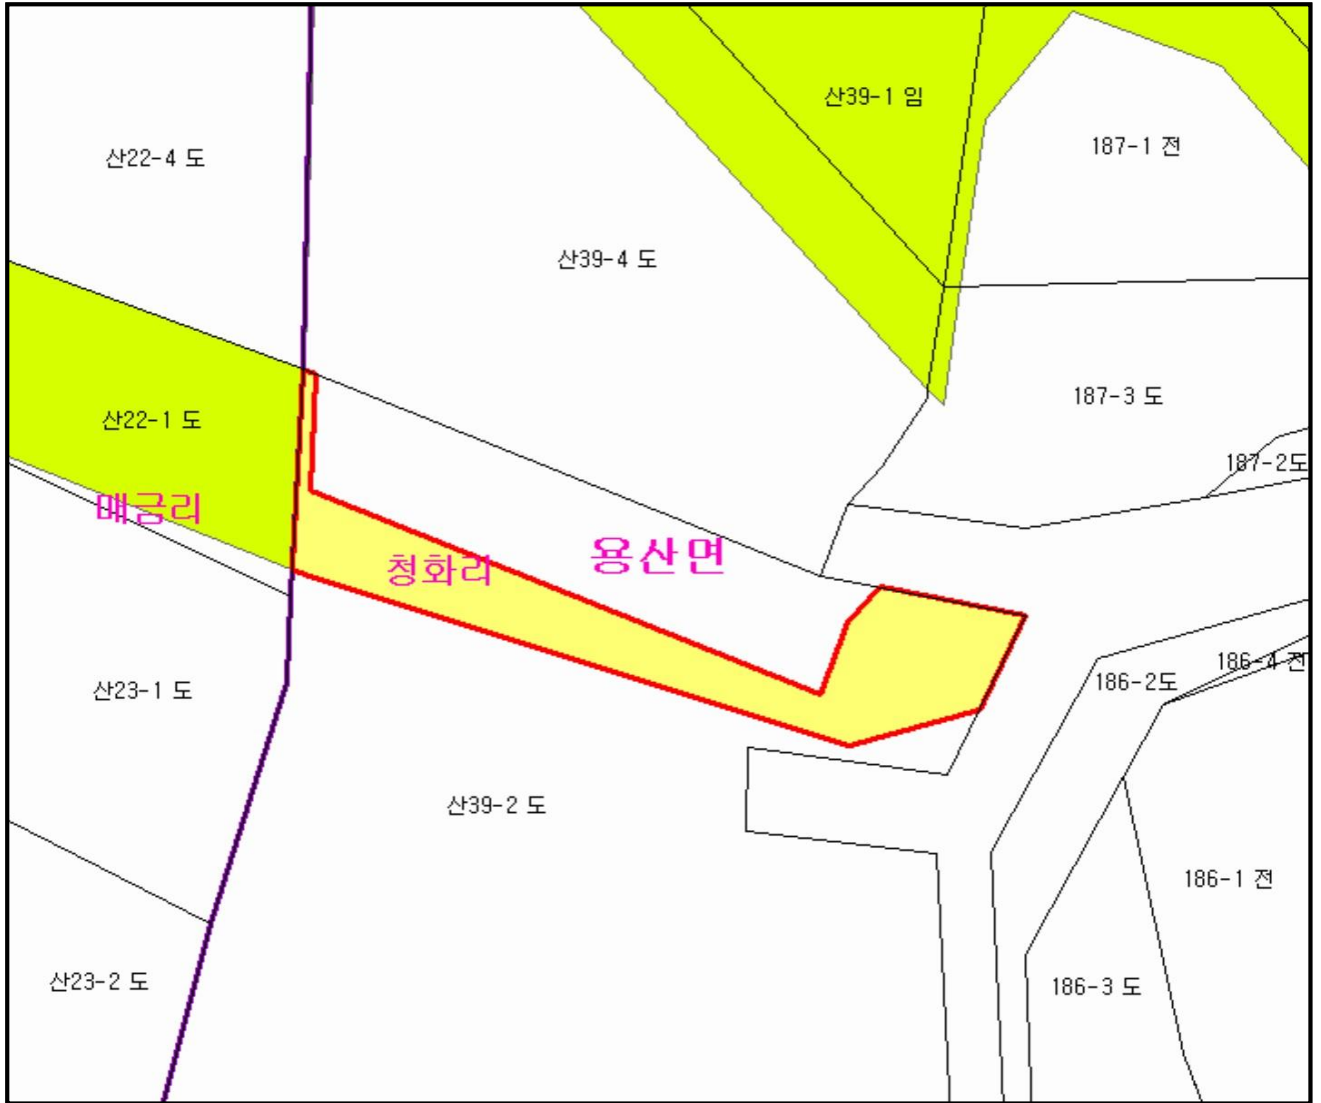 산39-1 임
187-1 전
산22-4 도
산39-4 도
187-3 도
산22-1 도
187-2도
매금리
용산면
청화리
186-4 전
186-2도
산23-1 도
산39-2 도
186-1 전
산23-2 도
186-3 도